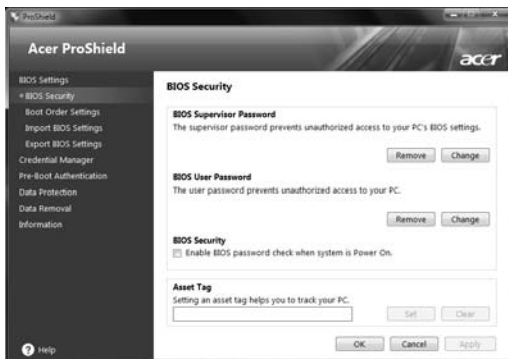 ProShield
Acer ProShield
acer
BIOS Settings
BIOS Security
Boot Order Settings
Import BIOS Settings
Export BIOS Settings
Credential Manager
Pre-Boot Authentication
Data Protection
Data Removal
Information
Help
BIOS Security
BIOS Supervisor Password
The supervisor password prevents unauthorized access to your PC's BIOS settings.
Remove Change
BIOS User Password
The user password prevents unauthorized access to your PC.
Remove Change
BIOS Security
Enable BIOS password check when system is Power On.
Asset Tag
Setting an asset tag helps you to track your PC.
Set Clear
OK Cancel Apply